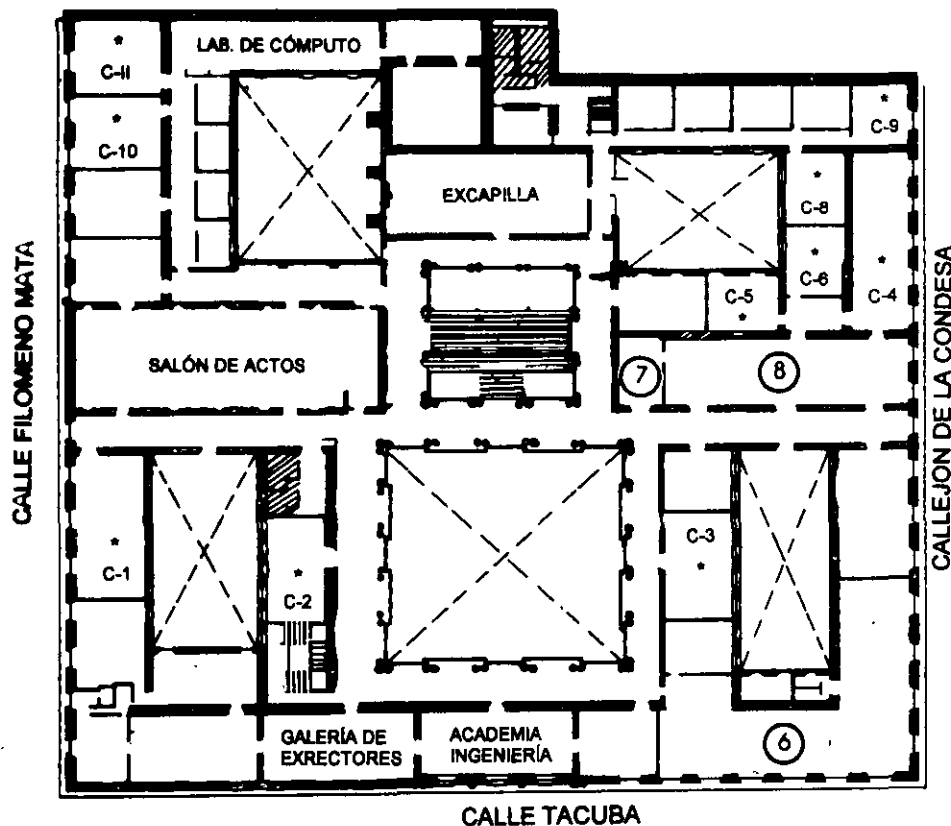 LAB. DE CÓMPUTO
C-II
C-10
C-9
EXCAPILLA
C-8
C-6
C-5
C-4
CALLE FILOMENO MATA
SALÓN DE ACTOS
7
8
CALLEJON DE LA CONDESA
C-3
C-1
C-2
GALERÍA DE
EXRECTORES
ACADEMIA
INGENIERÍA
6
CALLE TACUBA